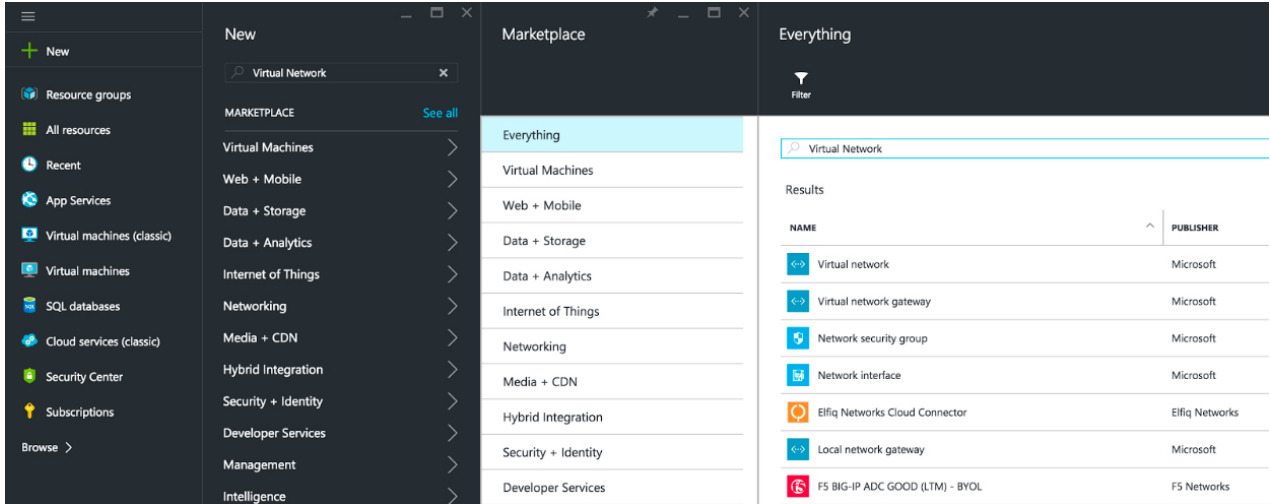 New
Resource groups
All resources
Recent
App Services
Virtual machines (classic)
Virtual machines
SQL databases
Cloud services (classic)
Security Center
Subscriptions
Browse >
New
Virtual Network
MARKETPLACE See all
Virtual Machines
Web + Mobile
Data + Storage
Data + Analytics
Internet of Things
Networking
Media + CDN
Hybrid Integration
Security + Identity
Developer Services
Management
Intelligence
Marketplace
Everything
Virtual Machines
Web + Mobile
Data + Storage
Data + Analytics
Internet of Things
Networking
Media + CDN
Hybrid Integration
Security + Identity
Developer Services
Everything
Filter
Virtual Network
Results
NAME PUBLISHER
Virtual network Microsoft
Virtual network gateway Microsoft
Network security group Microsoft
Network interface Microsoft
Elfiq Networks Cloud Connector Elfiq Networks
Local network gateway Microsoft
F5 BIG-IP ADC GOOD (LTM) - BYOL F5 Networks